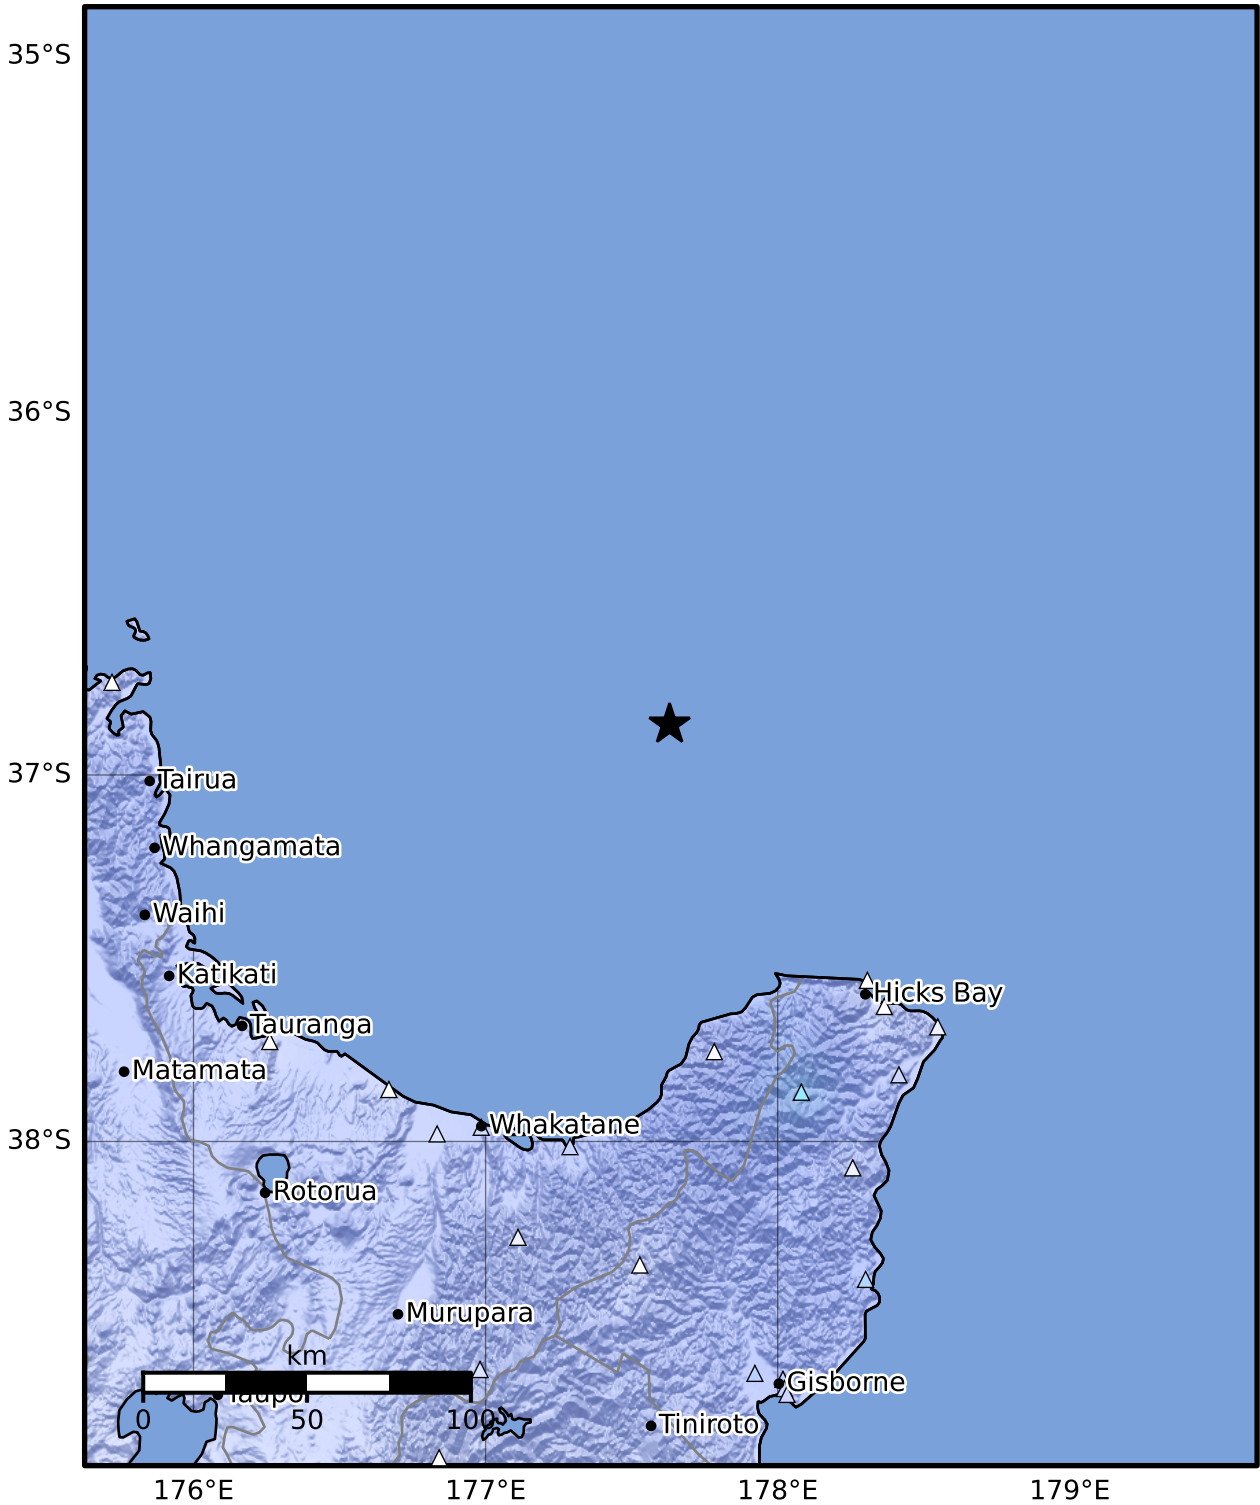 35°S
36°S
37°S
Tairua
Whangamata
Waihi
Katikati
Hicks Bay
Tauranga
Matamata
Whakatane
38°S
Rotorua
Murupara
km
Gisborne
Taupo
0 50 100
Tiniroto
176°E 177°E 178°E 179°E